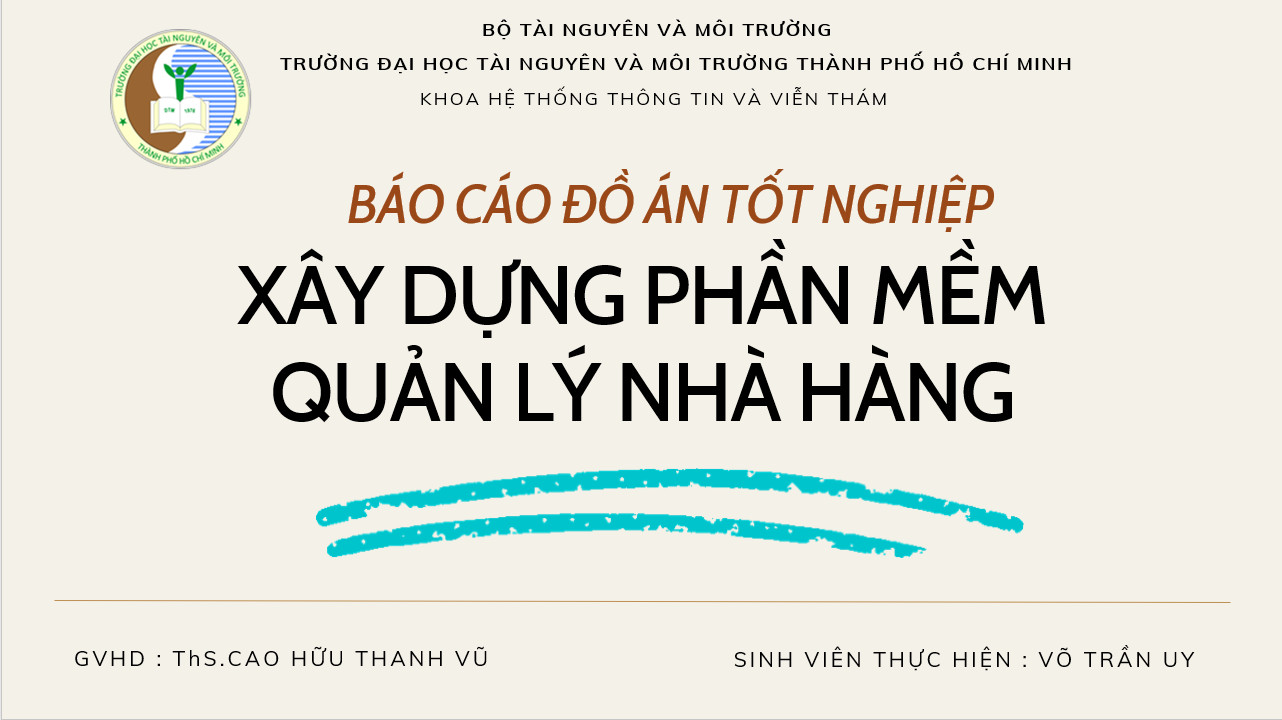 BỘ TÀI NGUYÊN VÀ MÔI TRƯỜNG
TRƯỜNG ĐẠI HỌC TÀI NGUYÊN VÀ MÔI TRƯỜNG THÀNH PHỐ HỒ CHÍ MINH
KHOA HỆ THỐNG THÔNG TIN VÀ VIỄN THÁM
TRƯỜNG ĐẠI HỌC TÀI NGUYÊN VÀ MÔI TRƯỜNG
THÀNH PHỐ HỒ CHÍ MINH
BÁO CÁO ĐỒ ÁN TỐT NGHIỆP
XÂY DỰNG PHẦN MỀM
QUẢN LÝ NHÀ HÀNG
GVHD : ThS.CAO HỮU THANH VŨ
SINH VIÊN THỰC HIỆN : VÕ TRẦN UY